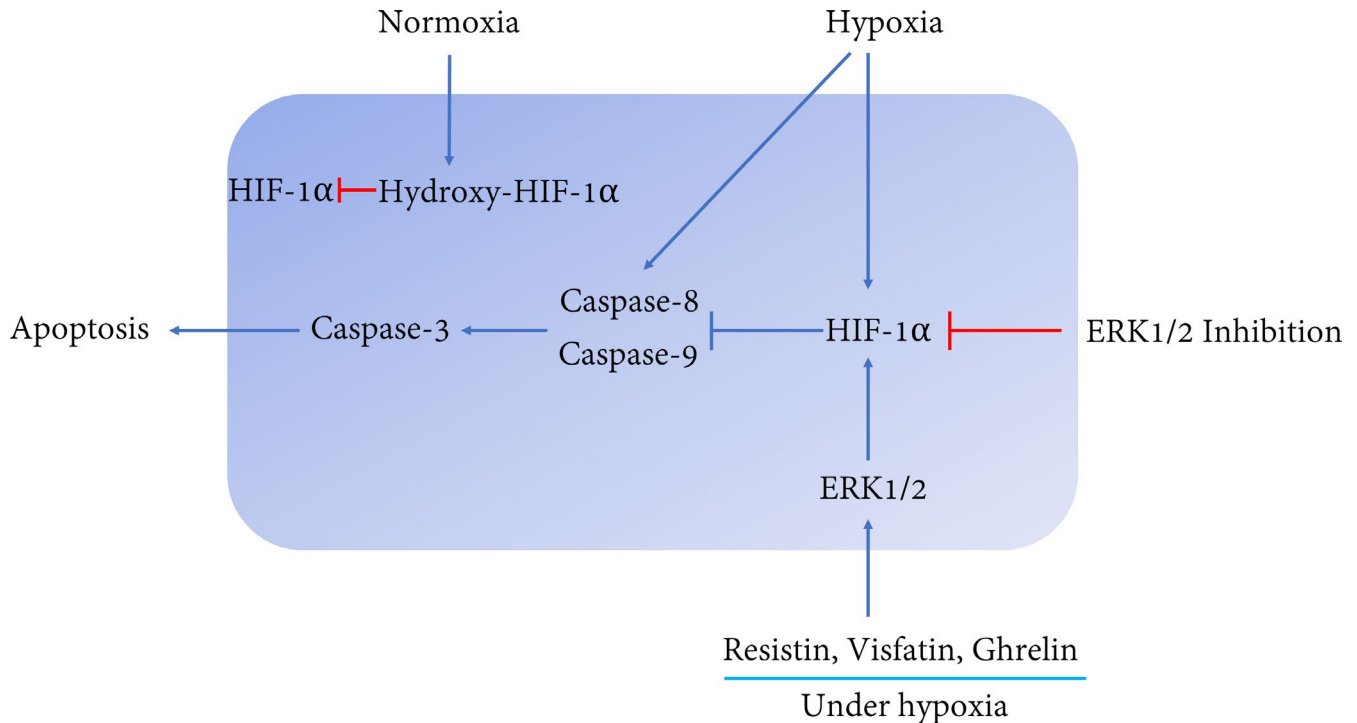 Normoxia
Hypoxia
HIF-1α
Hydroxy-HIF-1α
Caspase-8
Apoptosis
Caspase-3
HIF-1α
ERK1/2 Inhibition
Caspase-9
ERK1/2
Resistin, Visfatin, Ghrelin
Under hypoxia